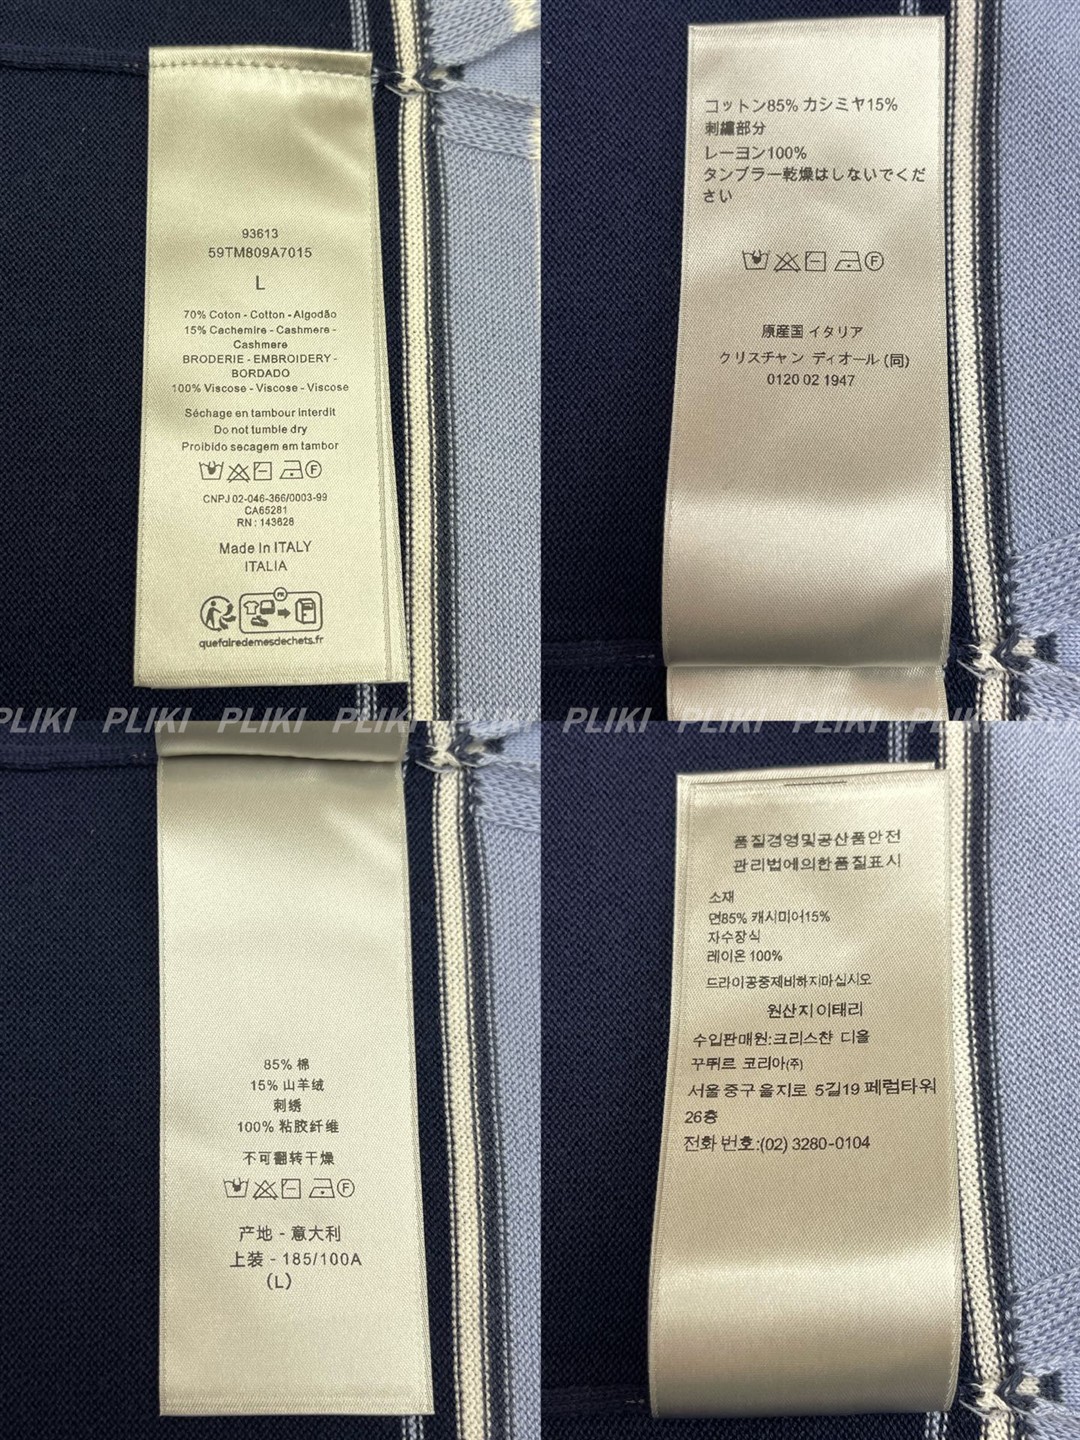 93613
59TM809A7015
L
70% Coton - Cotton - Algodão
15% Cachemire - Cashmere -
Cashmere
BRODERIE - EMBROIDERY -
BORDADO
100% Viscose - Viscose - Viscose
Séchage en tambour interdit
Do not tumble dry
Proibido secagem em tambor
F
CNPJ 02-046-366/0003-99
CA65281
RN : 143628
Made In ITALY
ITALIA
FR
quefairedemesdechets.fr
コットン85% カシミヤ15%
刺繍部分
レーヨン100%
タンブラー乾燥はしないでくだ
さい
F
原産国 イタリア
クリスチャン ディオール (同)
0120 02 1947
PLIKI PLIKI PLIKI PLIKI PLIKI PLIKI PLIKI PLIKI PLIKI
85% 棉
15% 山羊绒
刺绣
100% 粘胶纤维
不可翻转干燥
F
产地 - 意大利
上装 - 185/100A
(L)
품질경영및공산품안전
관리법에의한품질표시
소재
면85% 캐시미어15%
자수장식
레이온 100%
드라이공중제비하지마십시오
원산지이태리
수입판매원:크리스챤 디올
꾸뛰르 코리아(주)
서울중구을지로 5길19 페럼타워
26층
전화 번호:(02) 3280-0104